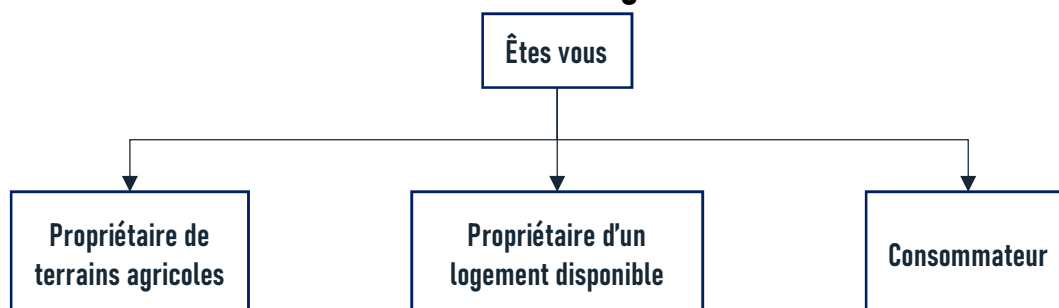 Êtes vous
Propriétaire de
terrains agricoles
Propriétaire d'un
logement disponible
Consommateur